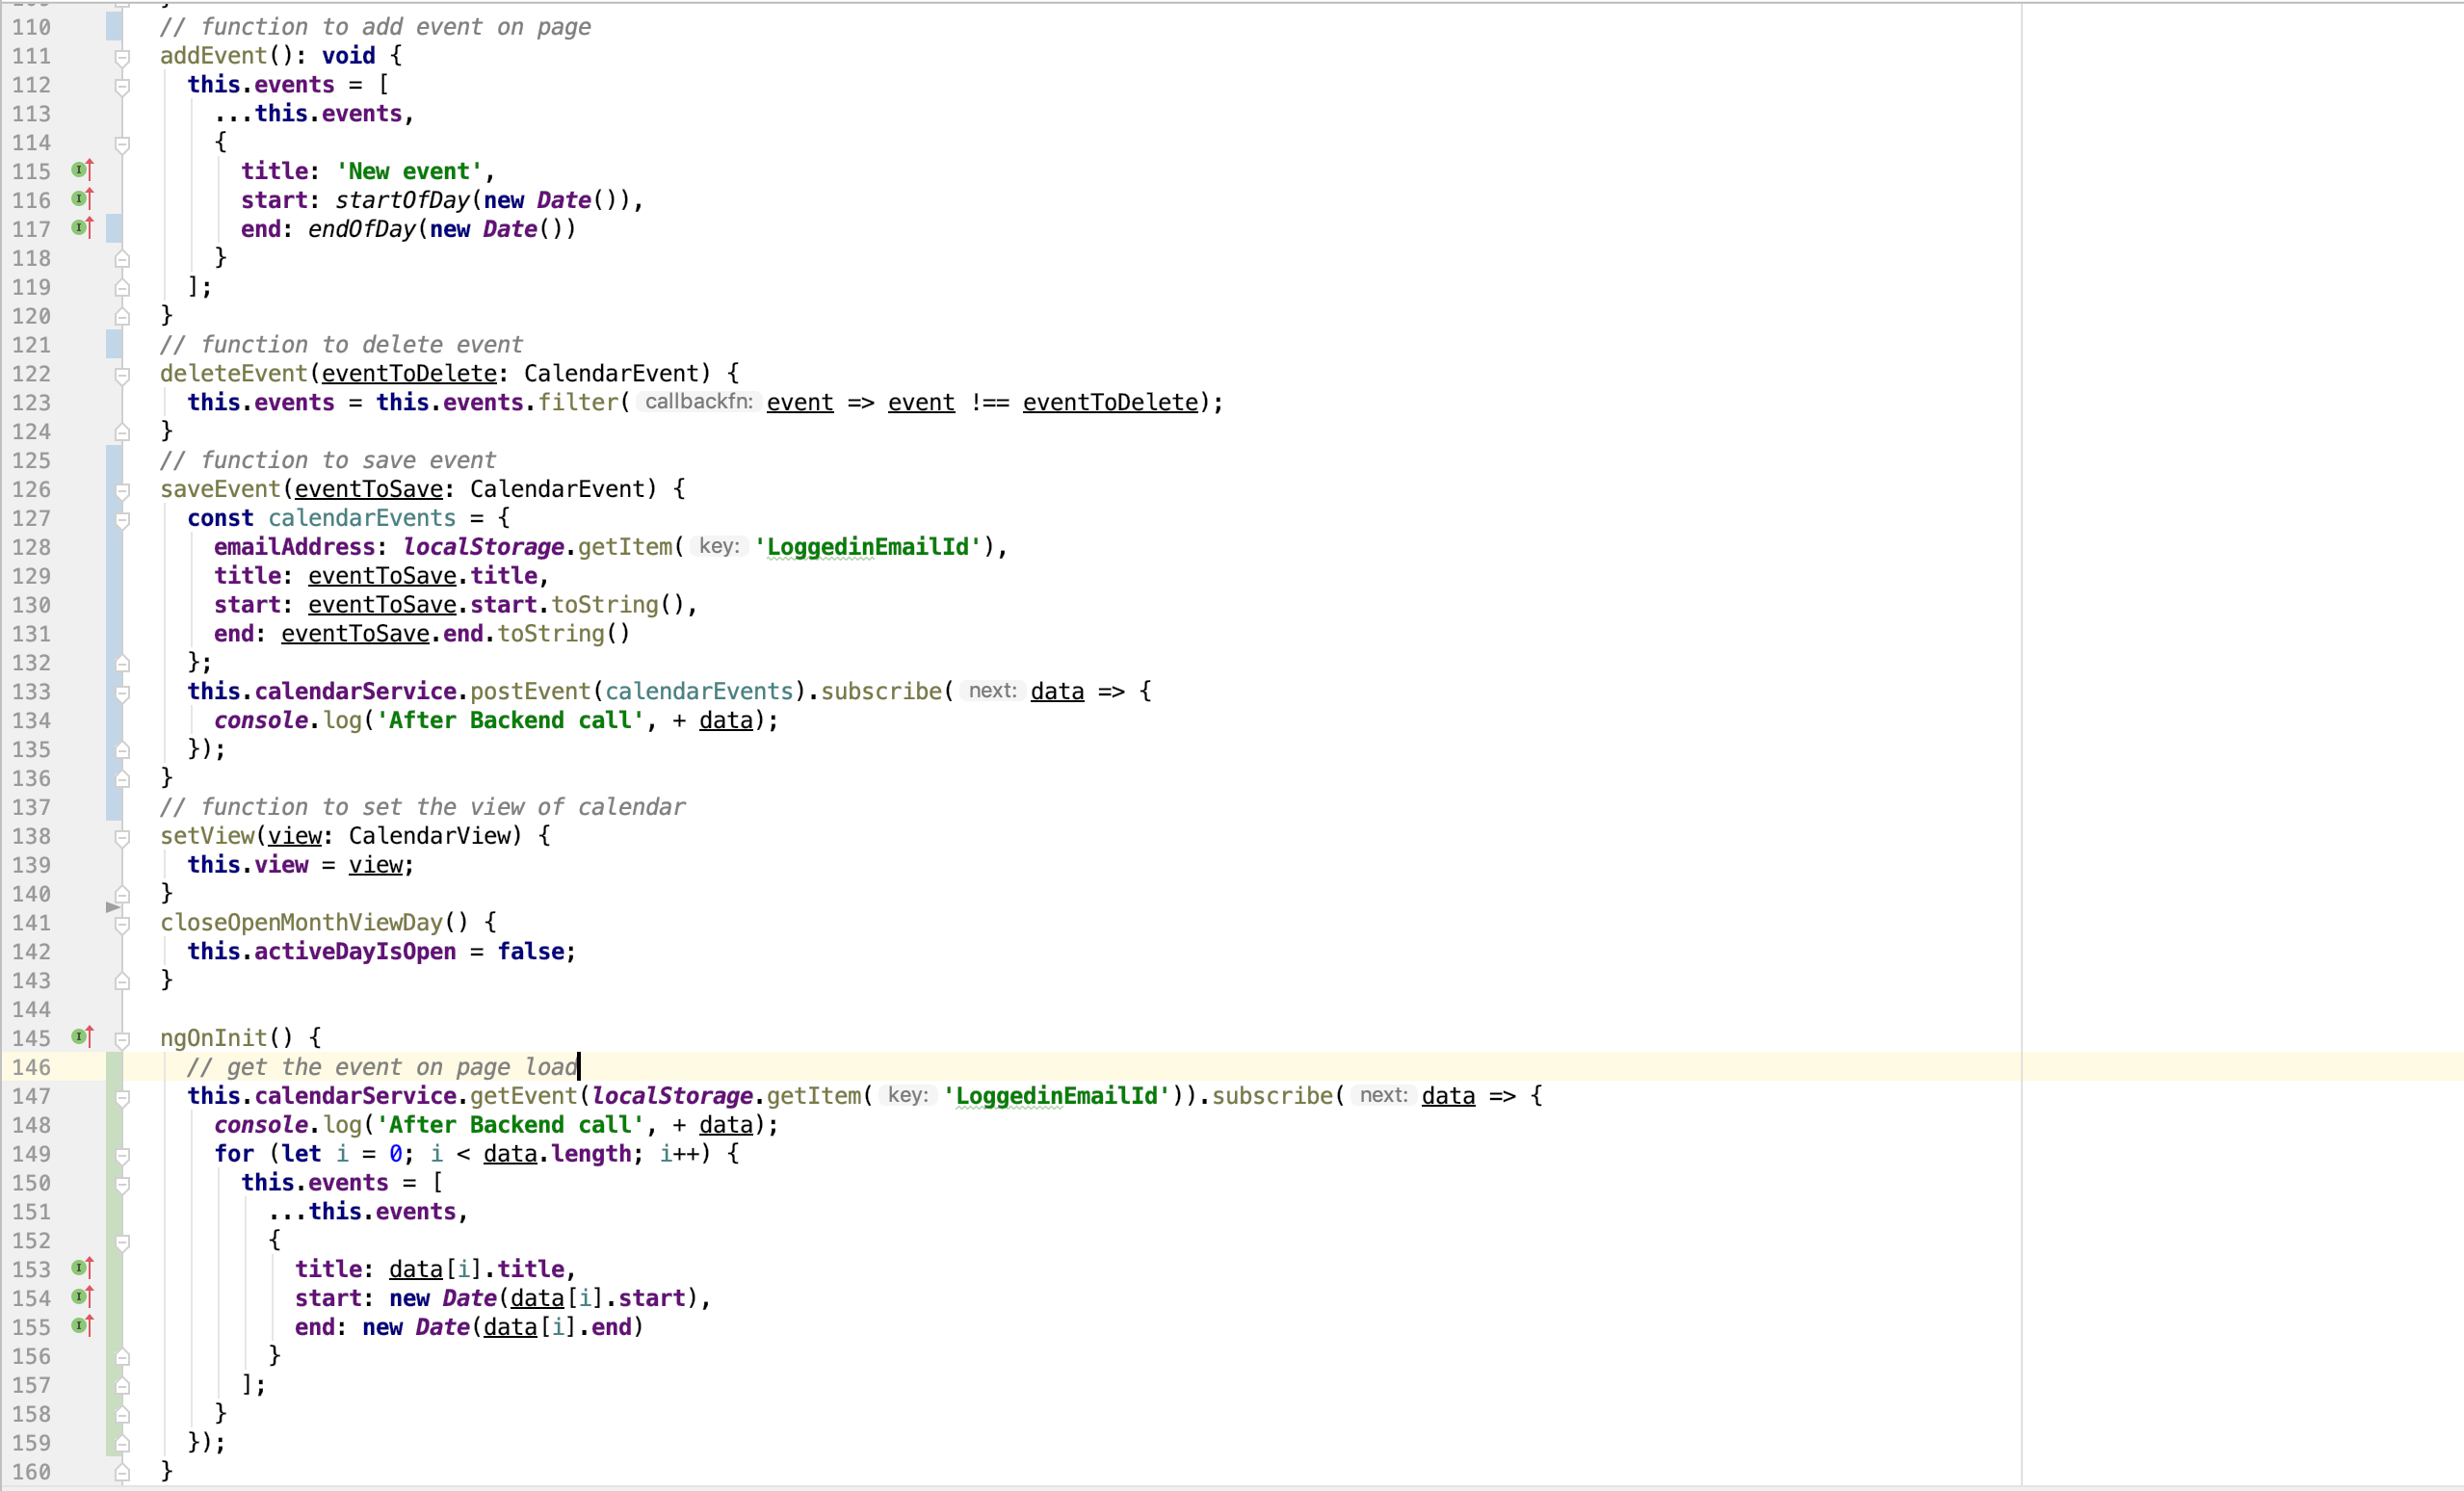 109
110 // function to add event on page
111 addEvent(): void {
112 this.events = [
113 ...this.events,
114 {
115 title: 'New event',
116 start: startOfDay(new Date()),
117 end: endOfDay(new Date())
118 }
119 ];
120 }
121 // function to delete event
122 deleteEvent(eventToDelete: CalendarEvent) {
123 this.events = this.events.filter( callbackfn: event => event !== eventToDelete);
124 }
125 // function to save event
126 saveEvent(eventToSave: CalendarEvent) {
127 const calendarEvents = {
128 emailAddress: localStorage.getItem( key: 'LoggedinEmailId'),
129 title: eventToSave.title,
130 start: eventToSave.start.toString(),
131 end: eventToSave.end.toString()
132 };
133 this.calendarService.postEvent(calendarEvents).subscribe( next: data => {
134 console.log('After Backend call', + data);
135 });
136 }
137 // function to set the view of calendar
138 setView(view: CalendarView) {
139 this.view = view;
140 }
141 closeOpenMonthViewDay() {
142 this.activeDayIsOpen = false;
143 }
144
145 ngOnInit() {
146 // get the event on page load
147 this.calendarService.getEvent(localStorage.getItem( key: 'LoggedinEmailId')).subscribe( next: data => {
148 console.log('After Backend call', + data);
149 for (let i = 0; i < data.length; i++) {
150 this.events = [
151 ...this.events,
152 {
153 title: data[i].title,
154 start: new Date(data[i].start),
155 end: new Date(data[i].end)
156 }
157 ];
158 }
159 });
160 }